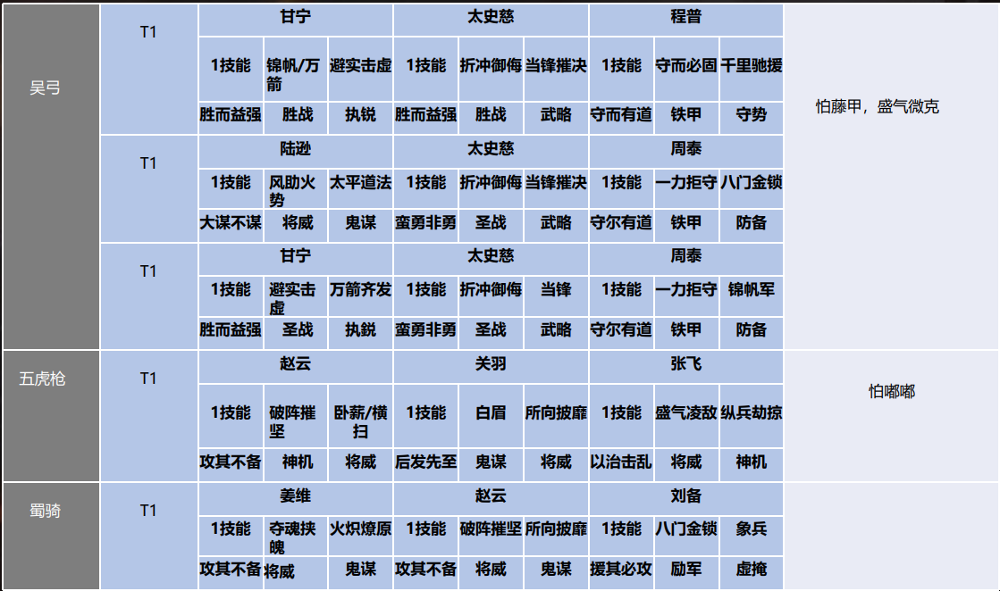 吴弓
T1
甘宁
太史慈
程普
1技能
锦帆/万
箭
避实击虚
1技能
折冲御侮
当锋摧决
1技能
守而必固
千里驰援
胜而益强
胜战
执锐
胜而益强
胜战
武略
守而有道
铁甲
守势
怕藤甲，盛气微克
T1
陆逊
太史慈
周泰
1技能
风助火
势
太平道法
1技能
折冲御侮
当锋摧决
1技能
一力拒守
八门金锁
大谋不谋
将威
鬼谋
蛮勇非勇
圣战
武略
守尔有道
铁甲
防备
T1
甘宁
太史慈
周泰
1技能
避实击
虚
万箭齐发
1技能
折冲御侮
当锋
1技能
一力拒守
锦帆军
胜而益强
圣战
执鋭
蛮勇非勇
圣战
武略
守尔有道
铁甲
防备
五虎枪
T1
赵云
关羽
张飞
1技能
破阵摧
坚
卧薪/横
扫
1技能
白眉
所向披靡
1技能
盛气凌敌
纵兵劫掠
攻其不备
神机
将威
后发先至
鬼谋
将威
以治击乱
将威
神机
怕嘟嘟
蜀骑
T1
姜维
赵云
刘备
1技能
夺魂挟
魄
火炽燎原
1技能
破阵摧坚
所向披靡
1技能
八门金锁
象兵
攻其不备
将威
鬼谋
攻其不备
将威
鬼谋
援其必攻
励军
虚掩